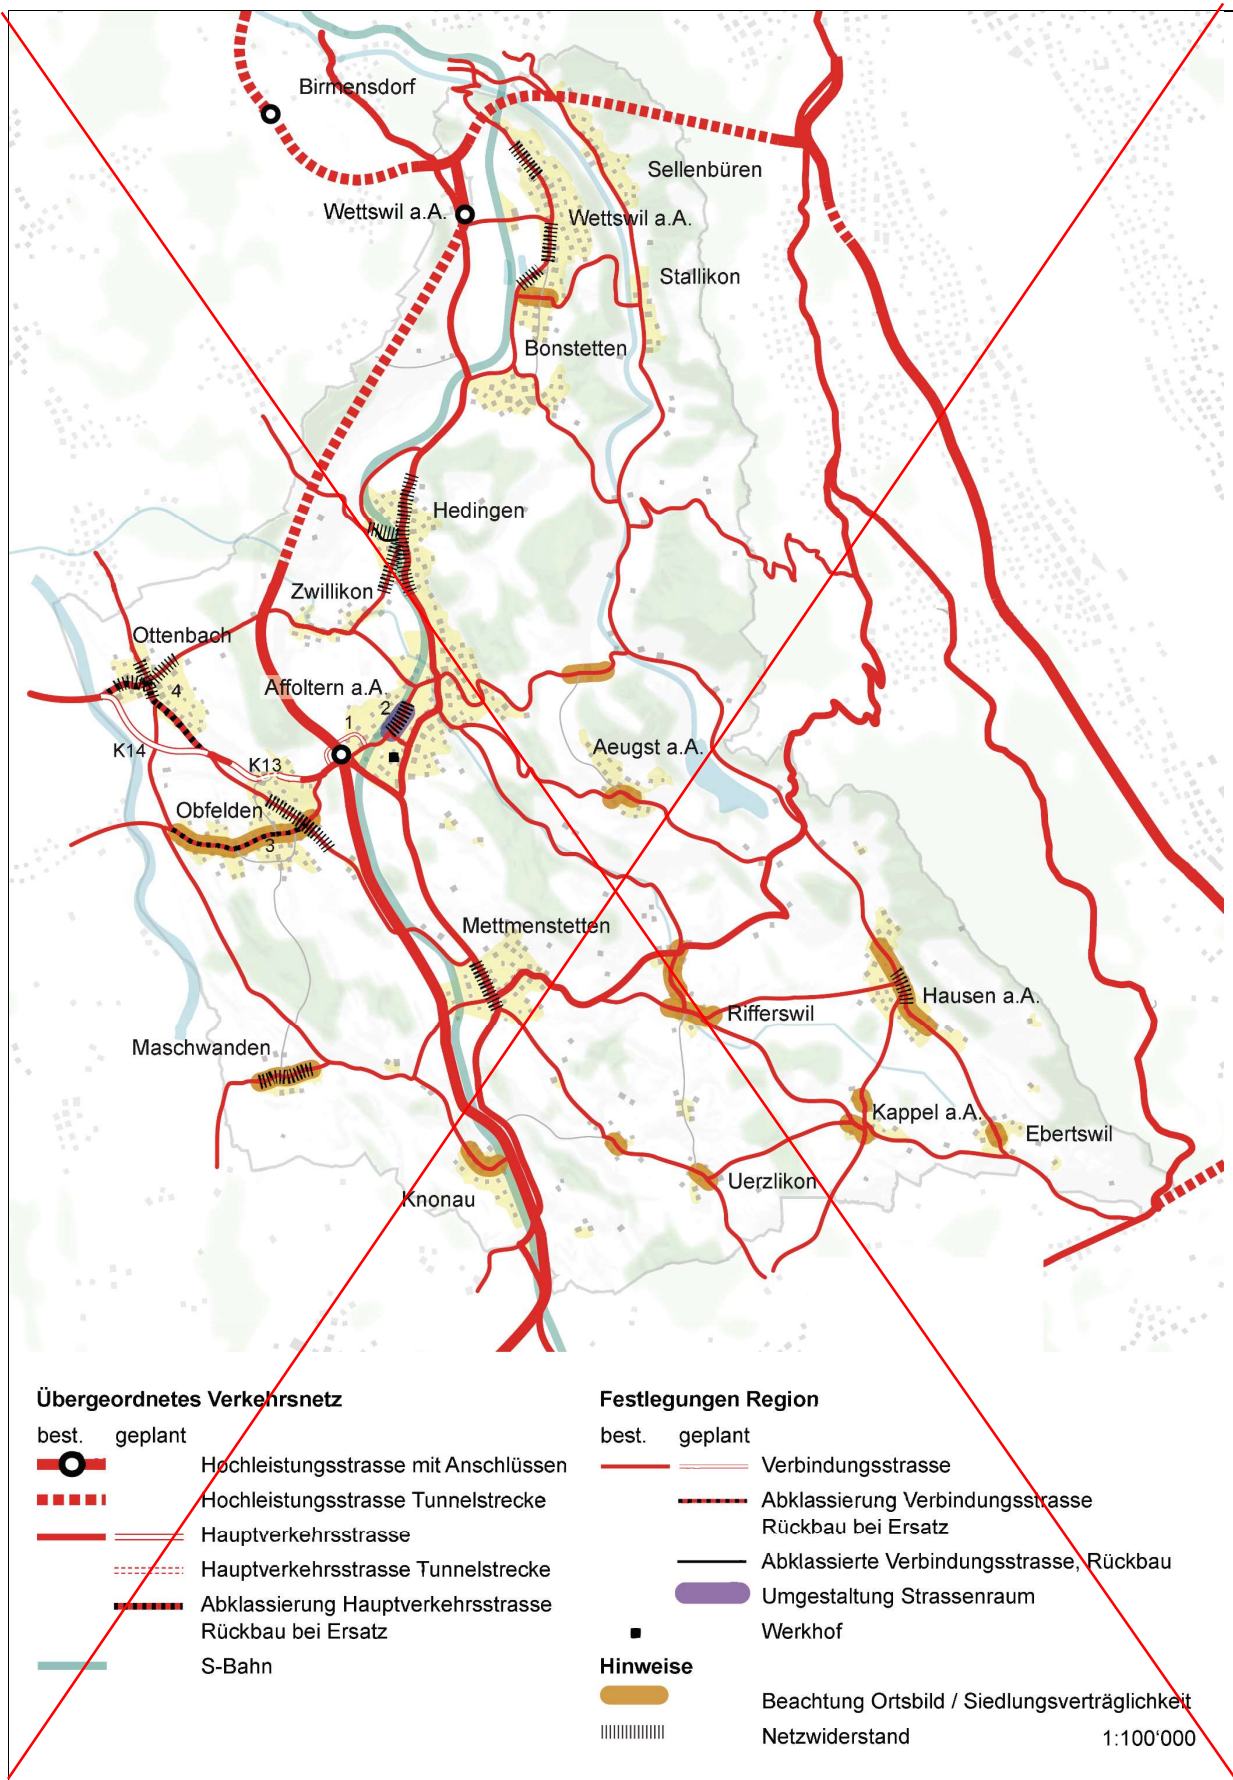 Birmensdorf
Sellenbüren
Wettswil a.A.
Wettswil a.A.
Stallikon
Bonstetten
Hedingen
Zwillikon
Ottenbach
Affoltern a.A.
4
2
1
K14
K13
Aeugst a.A.
Obfelden
3
Mettmenstetten
Hausen a.A.
Rifferswil
Maschwanden
Kappel a.A.
Ebertswil
Uerzlikon
Knonau
Übergeordnetes Verkehrsnetz
best. geplant
Hochleistungsstrasse mit Anschlüssen
Hochleistungsstrasse Tunnelstrecke
Hauptverkehrsstrasse
Hauptverkehrsstrasse Tunnelstrecke
Abklassierung Hauptverkehrsstrasse
Rückbau bei Ersatz
S-Bahn
Festlegungen Region
best. geplant
Verbindungsstrasse
Abklassierung Verbindungsstrasse
Rückbau bei Ersatz
Abklassierte Verbindungsstrasse, Rückbau
Umgestaltung Strassenraum
Werkhof
Hinweise
Beachtung Ortsbild / Siedlungsverträglichkeit
Netzwiderstand
1:100'000